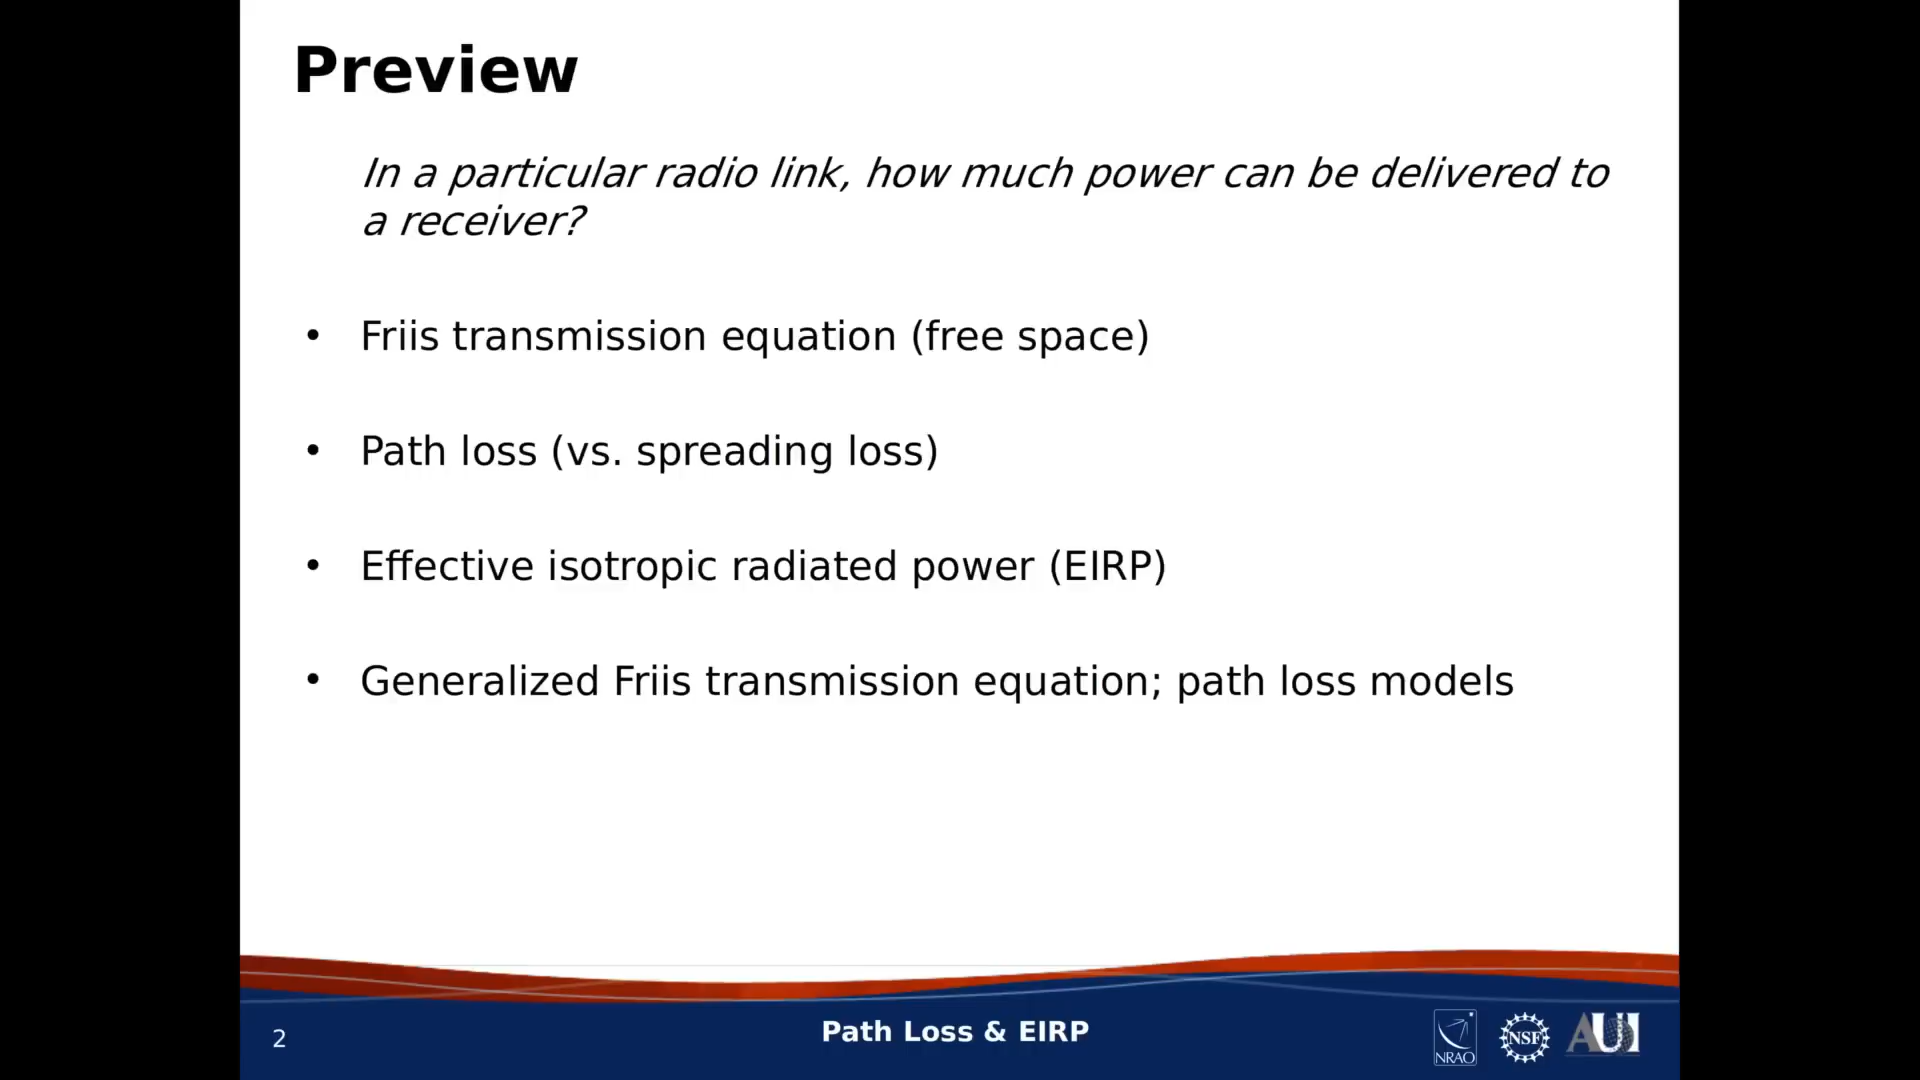 Preview
In a particular radio link, how much power can be delivered to
a receiver?
• Friis transmission equation (free space)
• Path loss (vs. spreading loss)
• Effective isotropic radiated power (EIRP)
• Generalized Friis transmission equation; path loss models
2
Path Loss & EIRP
NRAO
NSF
AUI